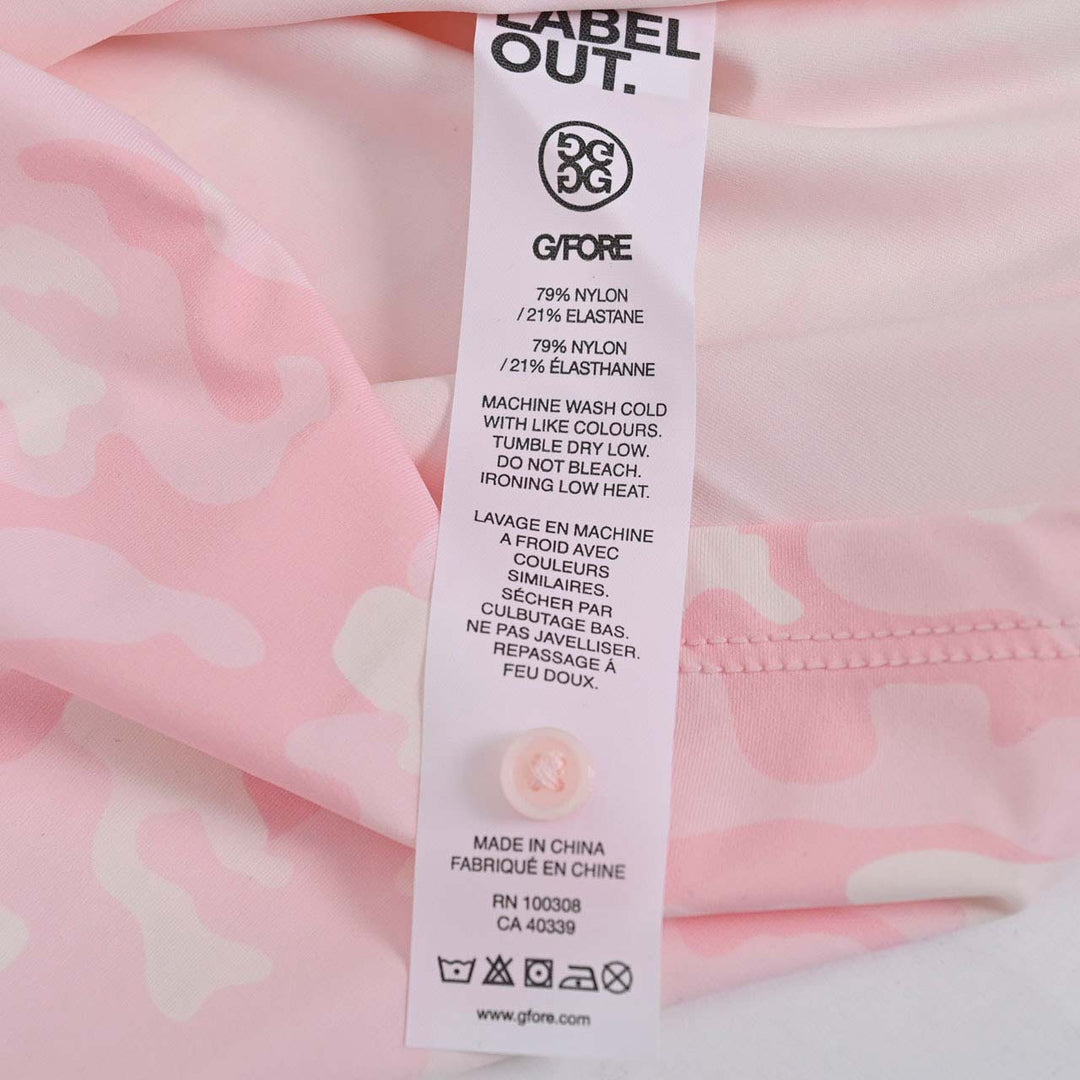 LABEL
OUT.
G/FORE
79% NYLON
/ 21% ELASTANE
79% NYLON
/ 21% ÉLASTHANNE
MACHINE WASH COLD
WITH LIKE COLOURS.
TUMBLE DRY LOW.
DO NOT BLEACH.
IRONING LOW HEAT.
LAVAGE EN MACHINE
A FROID AVEC
COULEURS
SIMILAIRES.
SÉCHER PAR
CULBUTAGE BAS.
NE PAS JAVELLISER.
REPASSAGE Á
FEU DOUX.
MADE IN CHINA
FABRIQUÉ EN CHINE
RN 100308
CA 40339
www.gfore.com